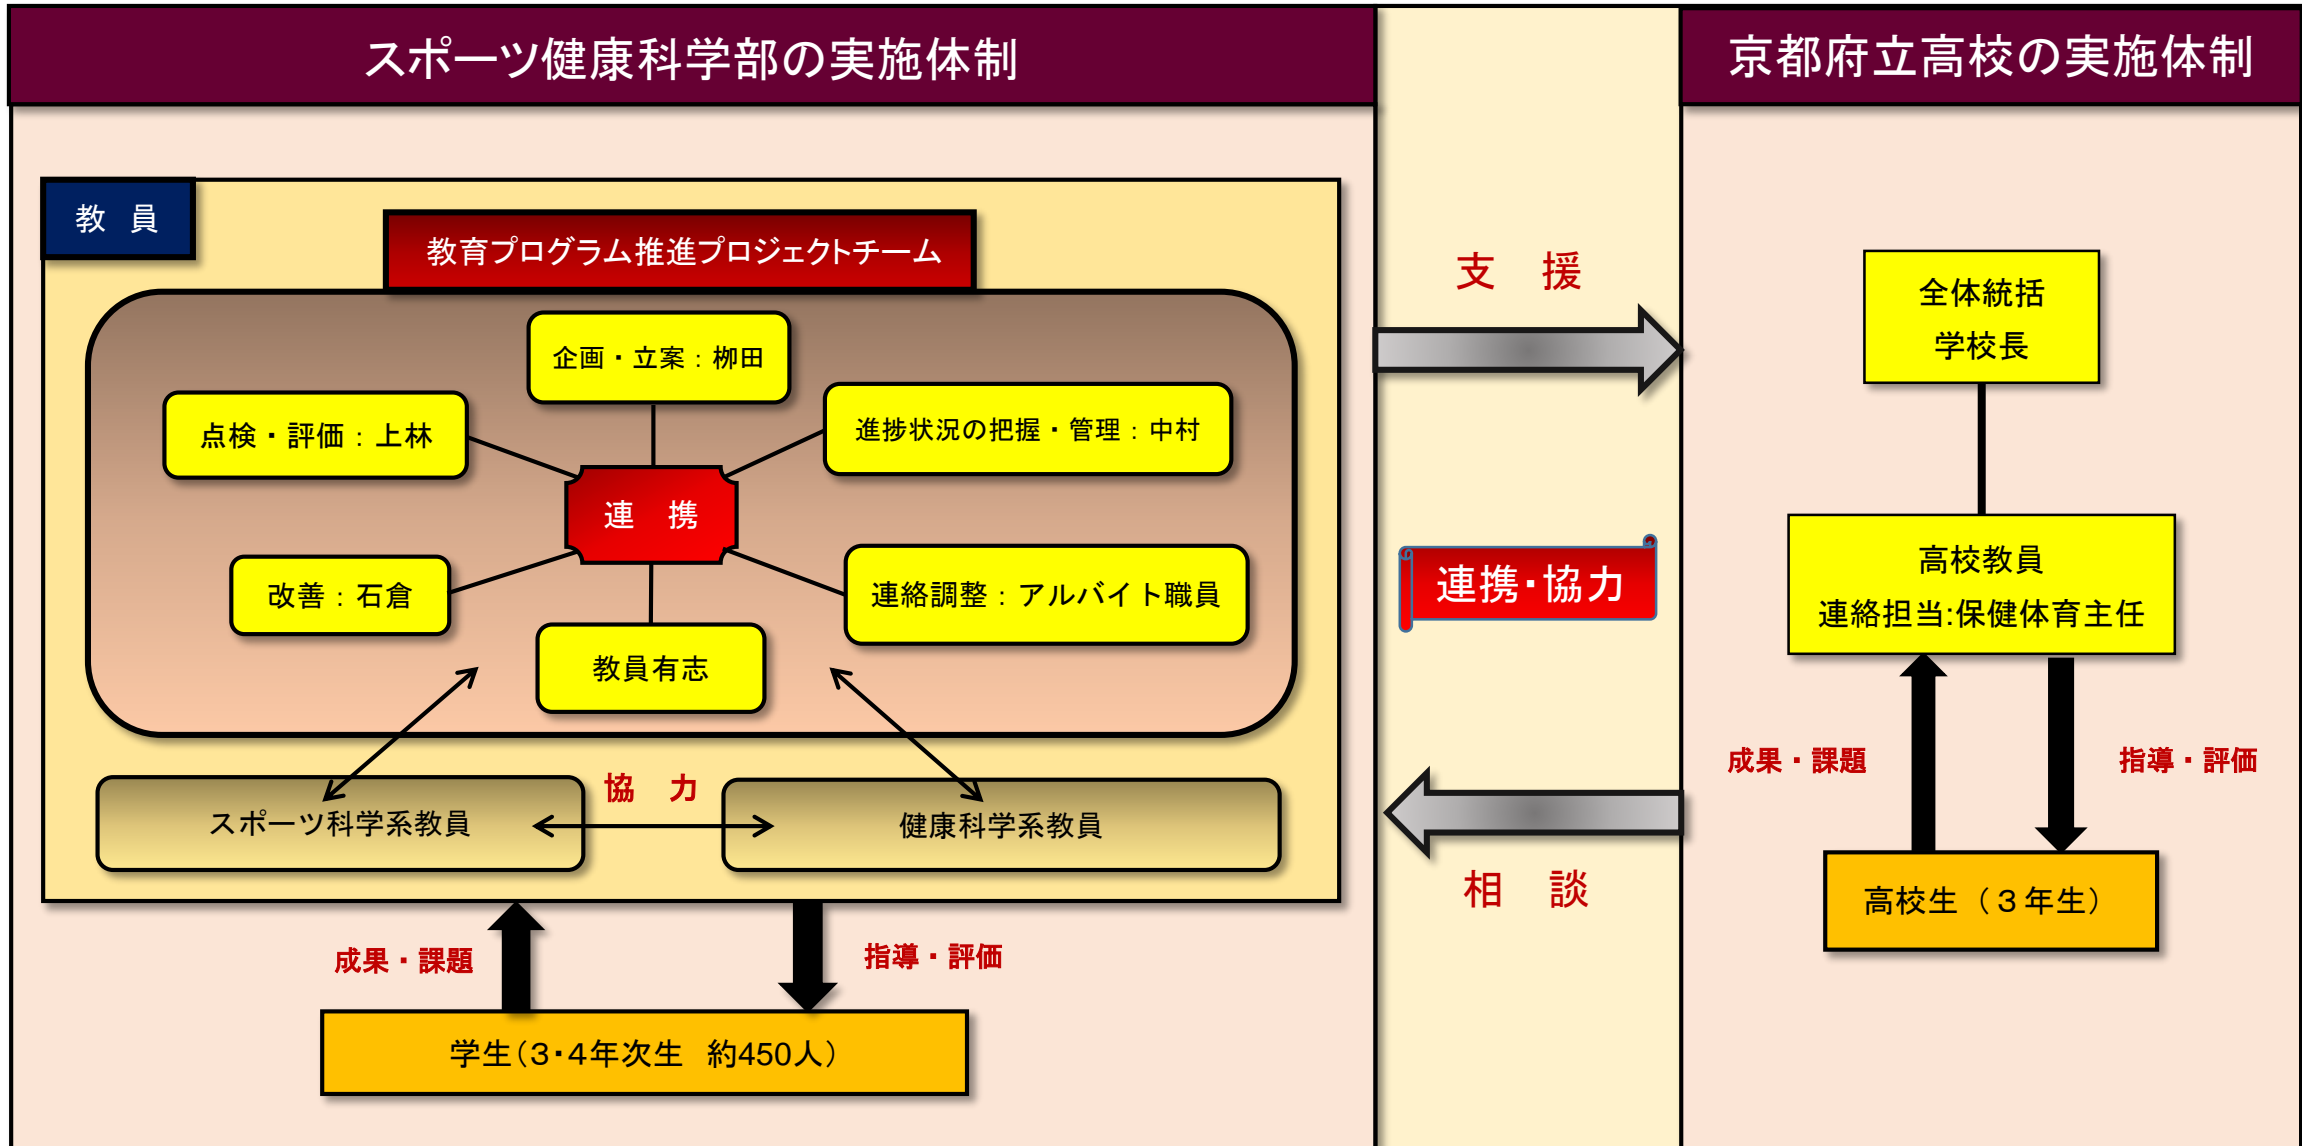 スポーツ健康科学部の実施体制
京都府立高校の実施体制
教 員
教育プログラム推進プロジェクトチーム
企画・立案：栁田
点検・評価：上林
進捗状況の把握・管理：中村
連 携
改善：石倉
連絡調整：アルバイト職員
教員有志
スポーツ科学系教員
協 力
健康科学系教員
成果・課題
指導・評価
学生（3・4年次生 約450人）
支 援
連携・協力
相 談
全体統括
学校長
高校教員
連絡担当:保健体育主任
成果・課題
指導・評価
高校生（３年生）